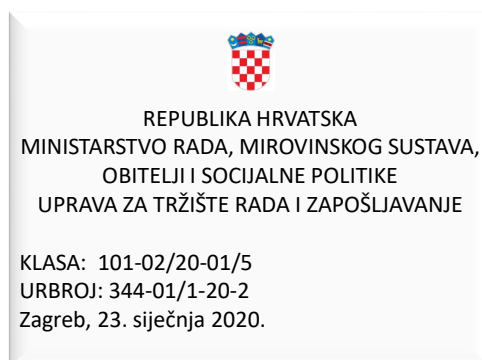 REPUBLIKA HRVATSKA
MINISTARSTVO RADA, MIROVINSKOG SUSTAVA,
OBITELJI I SOCIJALNE POLITIKE
UPRAVA ZA TRŽIŠTE RADA I ZAPOŠLJAVANJE
KLASA: 101-02/20-01/5
URBROJ: 344-01/1-20-2
Zagreb, 23. siječnja 2020.